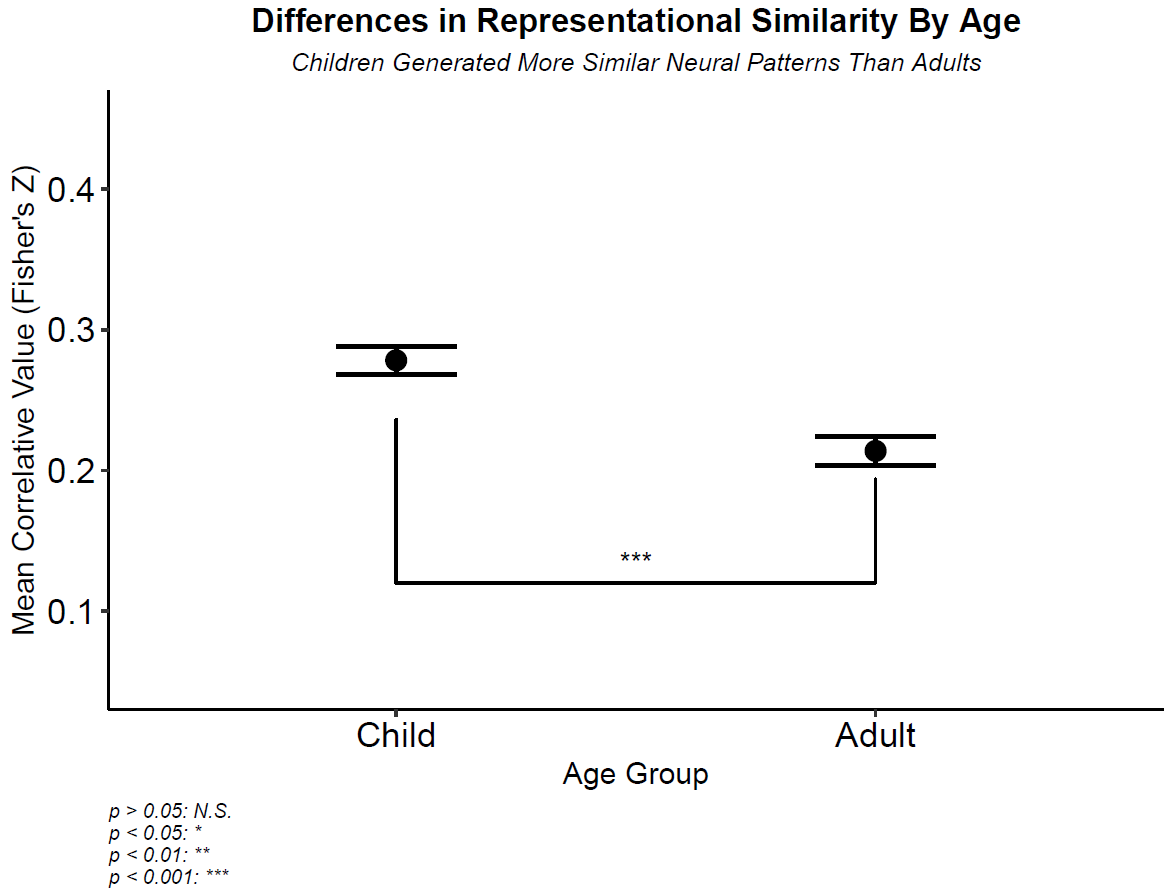 Differences in Representational Similarity By Age
Children Generated More Similar Neural Patterns Than Adults
Mean Correlative Value (Fisher's Z)
0.4
0.3
0.2
0.1
***
Child
Adult
Age Group
p > 0.05: N.S.
p < 0.05: *
p < 0.01: **
p < 0.001: ***